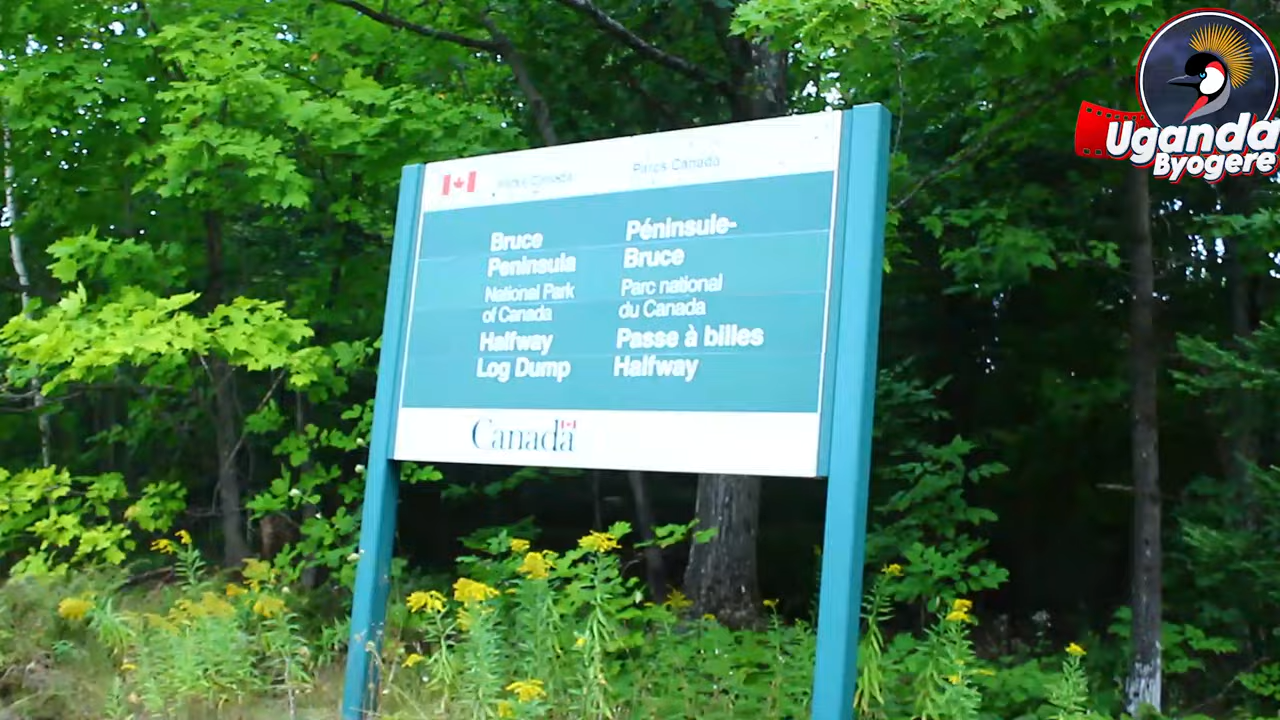 Parks Canada
Parcs Canada
Bruce
Peninsula
National Park
of Canada
Halfway
Log Dump
Péninsule-
Bruce
Parc national
du Canada
Passe à billes
Halfway
Canada
Uganda
Byogere